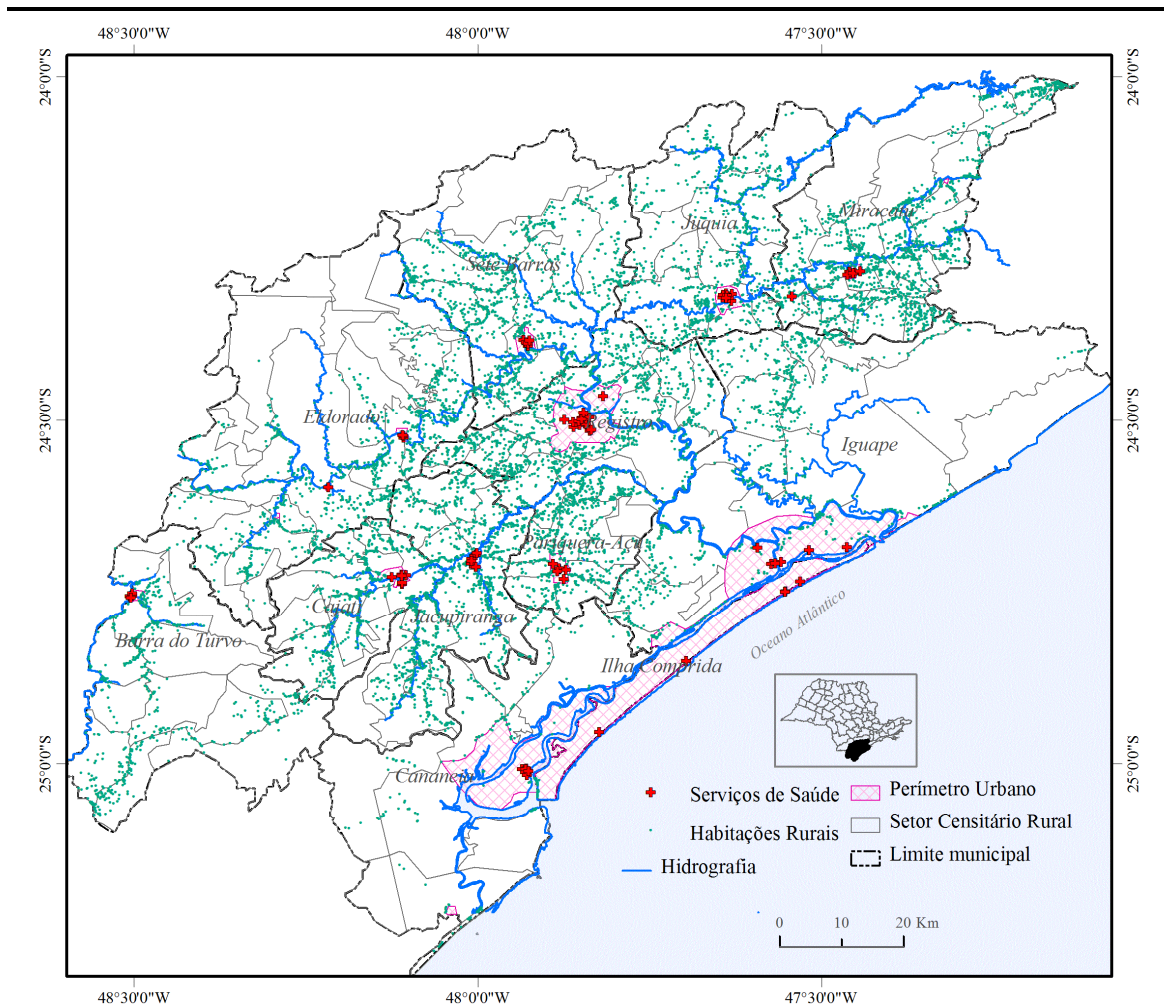 48°30'0"W
48°0'0"W
47°30'0"W
24°0'0"S
24°0'0"S
Juquia
Miracatu
Sete Barras
Eldorado
Registro
24°30'0"S
24°30'0"S
Iguape
Pariquera-Açu
Cajati
Jacupiranga
Barra do Turvo
Oceano Atlântico
Ilha Comprida
Cananeia
25°0'0"S
25°0'0"S
Serviços de Saúde
Perímetro Urbano
Habitações Rurais
Setor Censitário Rural
Hidrografia
Limite municipal
0 10 20 Km
48°30'0"W
48°0'0"W
47°30'0"W